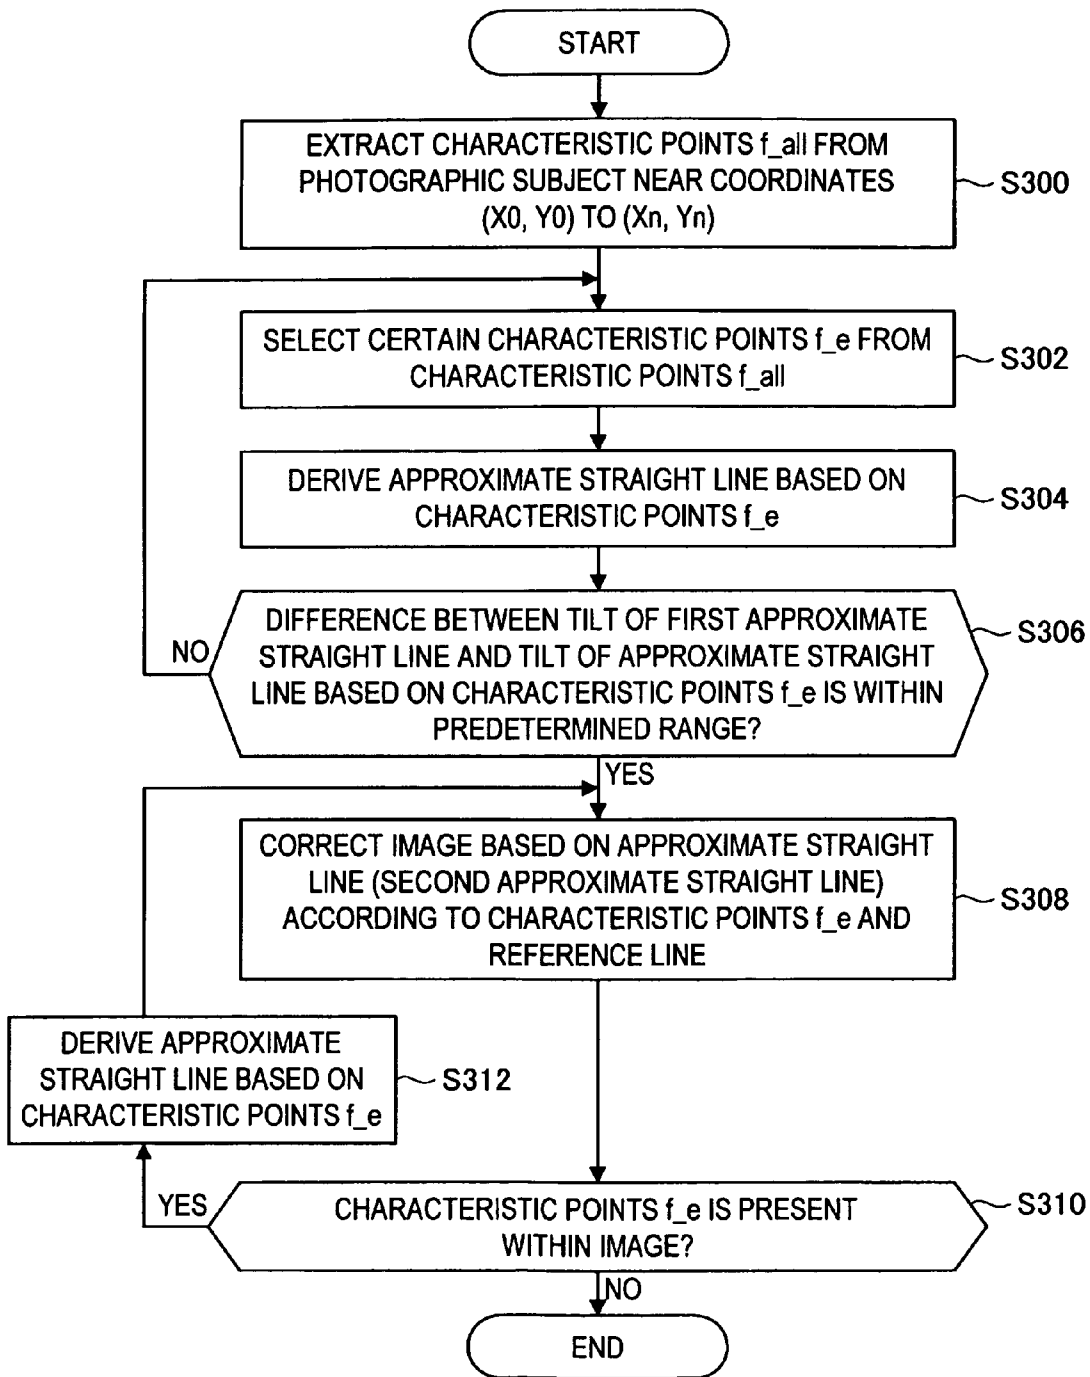 START
EXTRACT CHARACTERISTIC POINTS f_all FROM
PHOTOGRAPHIC SUBJECT NEAR COORDINATES
(X0, Y0) TO (Xn, Yn)
S300
SELECT CERTAIN CHARACTERISTIC POINTS f_e FROM
CHARACTERISTIC POINTS f_all
S302
DERIVE APPROXIMATE STRAIGHT LINE BASED ON
CHARACTERISTIC POINTS f_e
S304
DIFFERENCE BETWEEN TILT OF FIRST APPROXIMATE
STRAIGHT LINE AND TILT OF APPROXIMATE STRAIGHT
LINE BASED ON CHARACTERISTIC POINTS f_e IS WITHIN
PREDETERMINED RANGE?
S306
NO
YES
CORRECT IMAGE BASED ON APPROXIMATE STRAIGHT
LINE (SECOND APPROXIMATE STRAIGHT LINE)
ACCORDING TO CHARACTERISTIC POINTS f_e AND
REFERENCE LINE
S308
DERIVE APPROXIMATE
STRAIGHT LINE BASED ON
CHARACTERISTIC POINTS f_e
S312
YES
CHARACTERISTIC POINTS f_e IS PRESENT
WITHIN IMAGE?
S310
NO
END